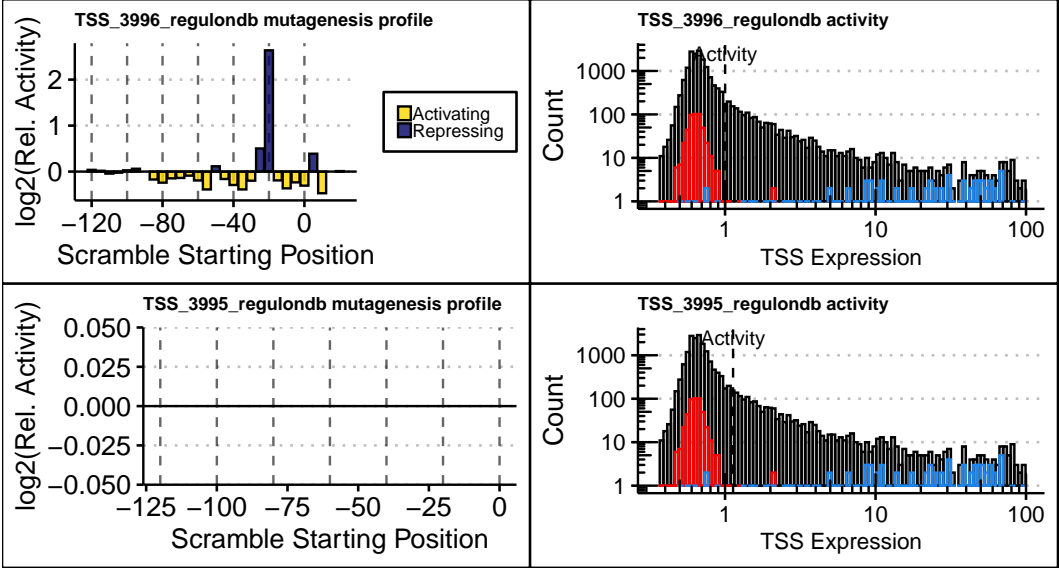 TSS_3996_regulondb mutagenesis profile
log2(Rel. Activity)
2
1
0
−120
−80
−40
0
Scramble Starting Position
Activating
Repressing
TSS_3996_regulondb activity
Activity
Count
1000
100
10
1
1
10
100
TSS Expression
TSS_3995_regulondb mutagenesis profile
log2(Rel. Activity)
0.050
0.025
0.000
−0.025
−0.050
−125
−100
−75
−50
−25
0
Scramble Starting Position
TSS_3995_regulondb activity
Activity
Count
1000
100
10
1
1
10
100
TSS Expression